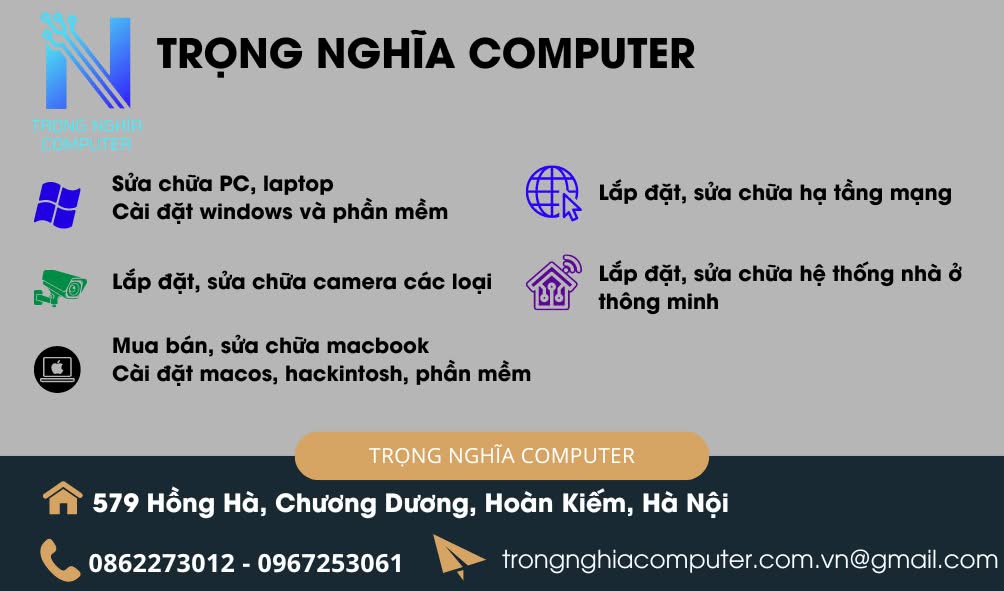 TRỌNG NGHĨA COMPUTER
TRỌNG NGHĨA
COMPUTER
Sửa chữa PC, laptop
Cài đặt windows và phần mềm
Lắp đặt, sửa chữa hạ tầng mạng
Lắp đặt, sửa chữa camera các loại
Lắp đặt, sửa chữa hệ thống nhà ở
thông minh
Mua bán, sửa chữa macbook
Cài đặt macos, hackintosh, phần mềm
TRỌNG NGHĨA COMPUTER
579 Hồng Hà, Chương Dương, Hoàn Kiếm, Hà Nội
0862273012 - 0967253061
trongnghiacomputer.com.vn@gmail.com